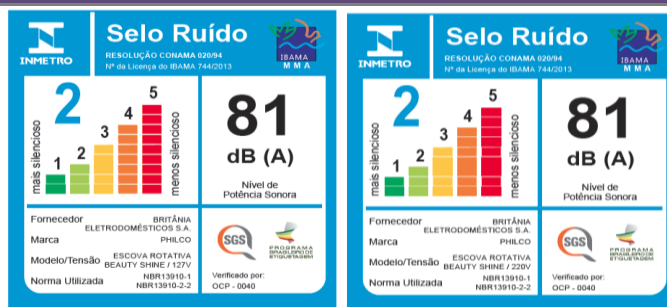 INMETRO
Selo Ruído
RESOLUÇÃO CONAMA 020/94
Nº da Licença do IBAMA 744/2013
IBAMA
M M A
2
mais silencioso
1
2
3
4
5
menos silencioso
81
dB (A)
Nível de
Potência Sonora
Fornecedor BRITÂNIA
ELETRODOMÉSTICOS S.A.
Marca PHILCO
Modelo/Tensão ESCOVA ROTATIVA
BEAUTY SHINE / 127V
Norma Utilizada NBR13910-1
NBR13910-2-2
SGS
PROGRAMA
BRASILEIRO DE
ETIQUETAGEM
Verificado por:
OCP - 0040
INMETRO
Selo Ruído
RESOLUÇÃO CONAMA 020/94
Nº da Licença do IBAMA 744/2013
IBAMA
M M A
2
mais silencioso
1
2
3
4
5
menos silencioso
81
dB (A)
Nível de
Potência Sonora
Fornecedor BRITÂNIA
ELETRODOMÉSTICOS S.A.
Marca PHILCO
Modelo/Tensão ESCOVA ROTATIVA
BEAUTY SHINE / 220V
Norma Utilizada NBR13910-1
NBR13910-2-2
SGS
PROGRAMA
BRASILEIRO DE
ETIQUETAGEM
Verificado por:
OCP - 0040